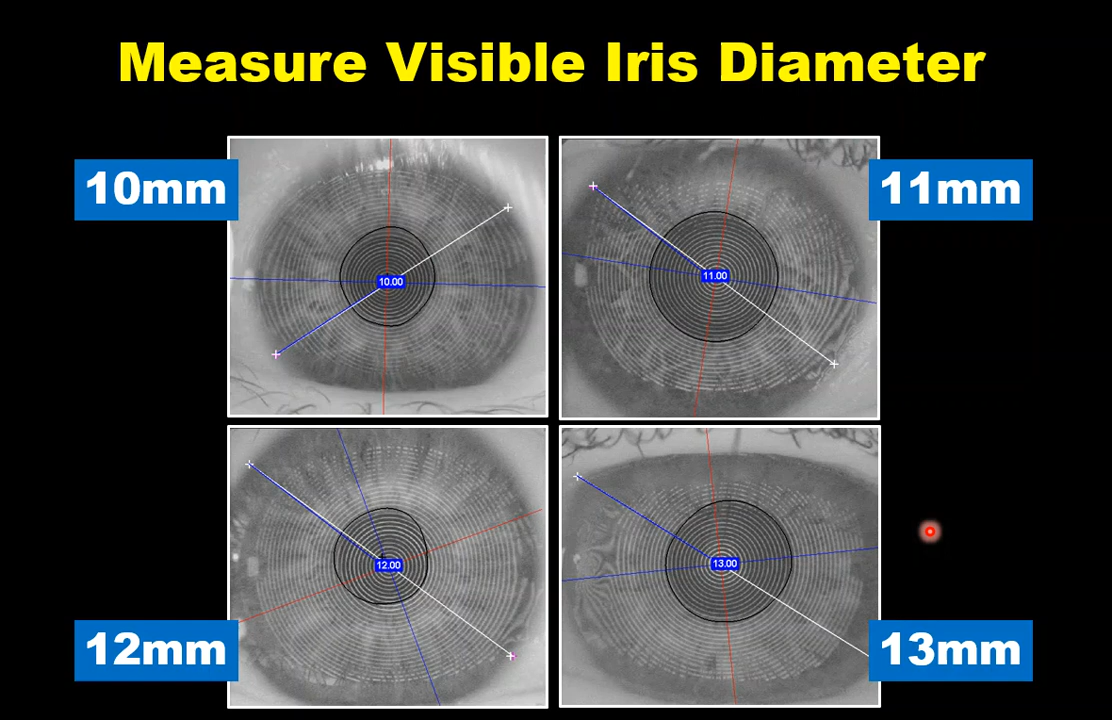 Measure Visible Iris Diameter
10mm
11mm
10.00
11.00
12.00
13.00
12mm
13mm